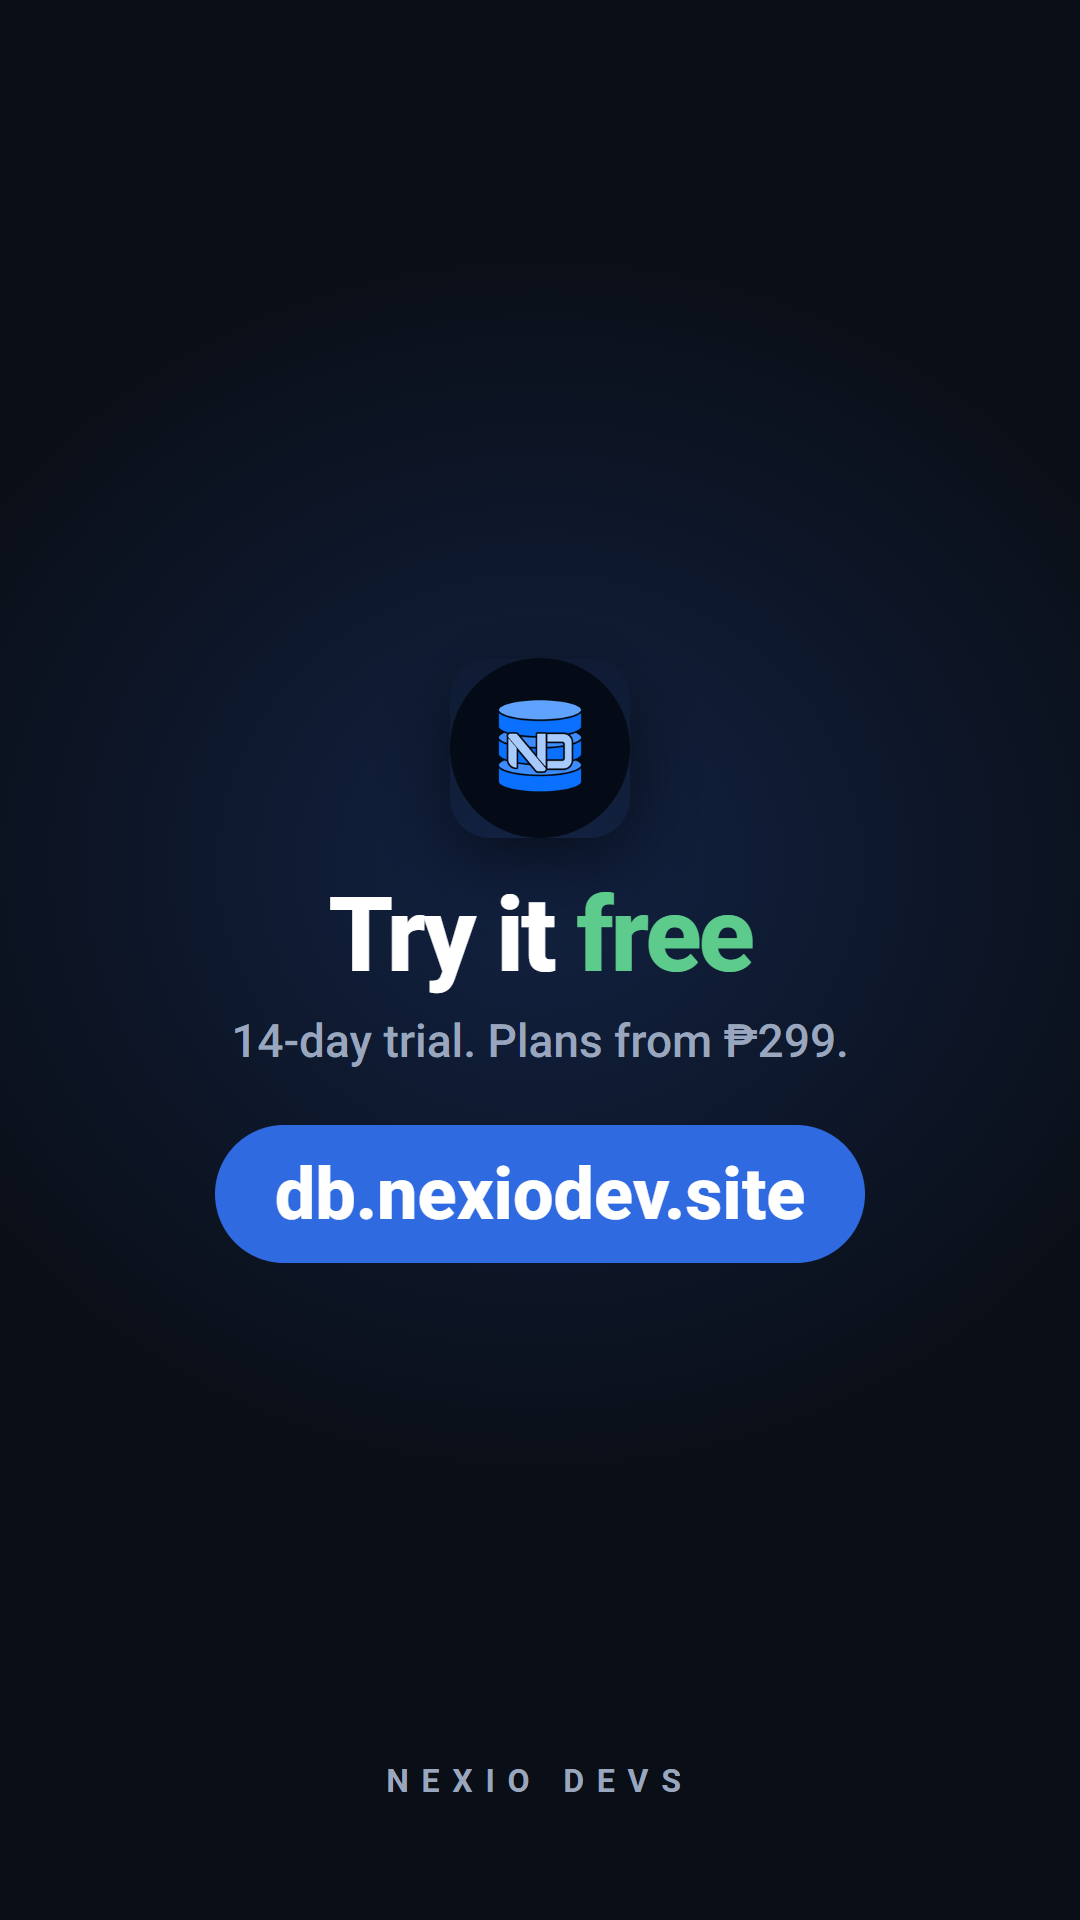 ND
Try it free
14-day trial. Plans from ₱299.
db.nexiodev.site
NEXIO DEVS